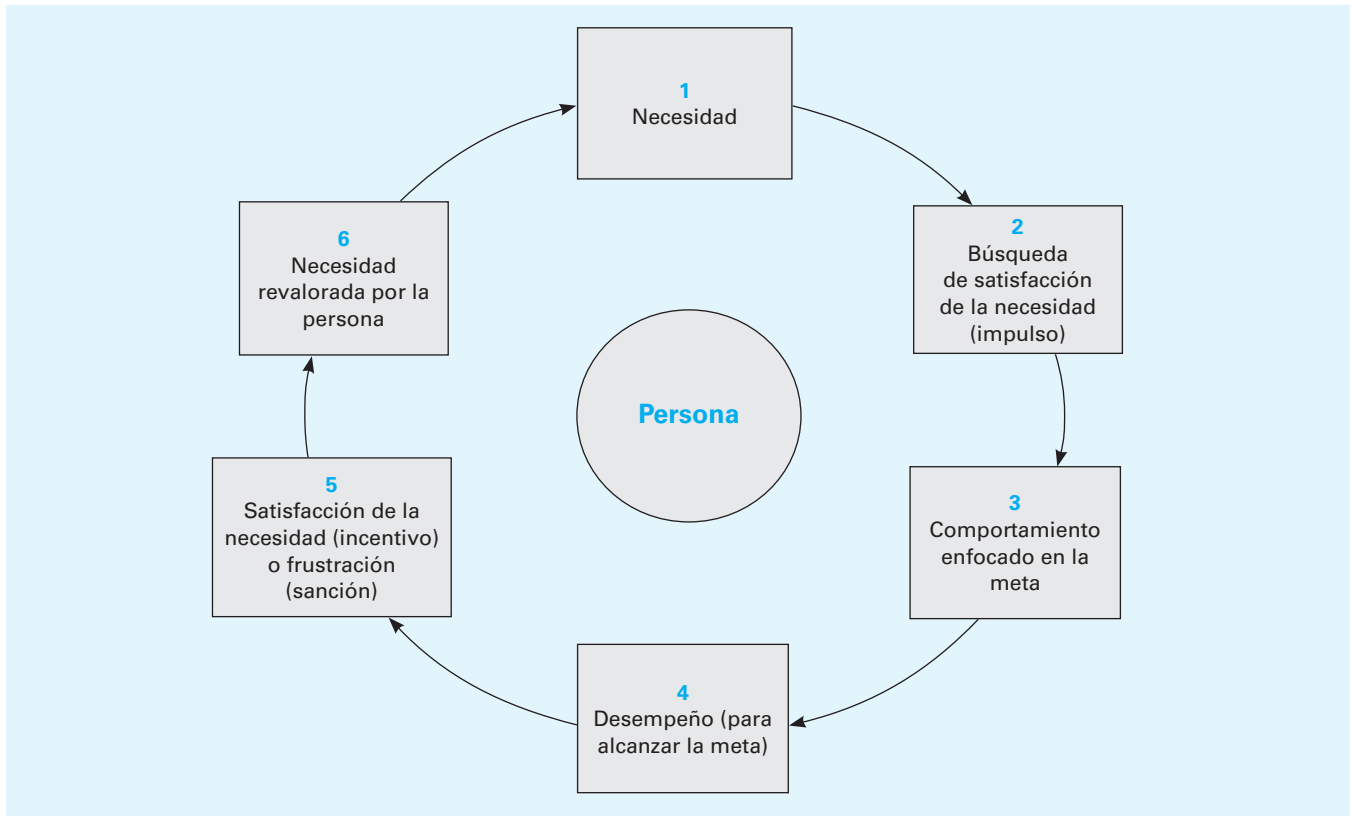 1
Necesidad
2
Búsqueda
de satisfacción
de la necesidad
(impulso)
3
Comportamiento
enfocado en la
meta
4
Desempeño (para
alcanzar la meta)
5
Satisfacción de la
necesidad (incentivo)
o frustración
(sanción)
6
Necesidad
revalorada por la
persona
Persona